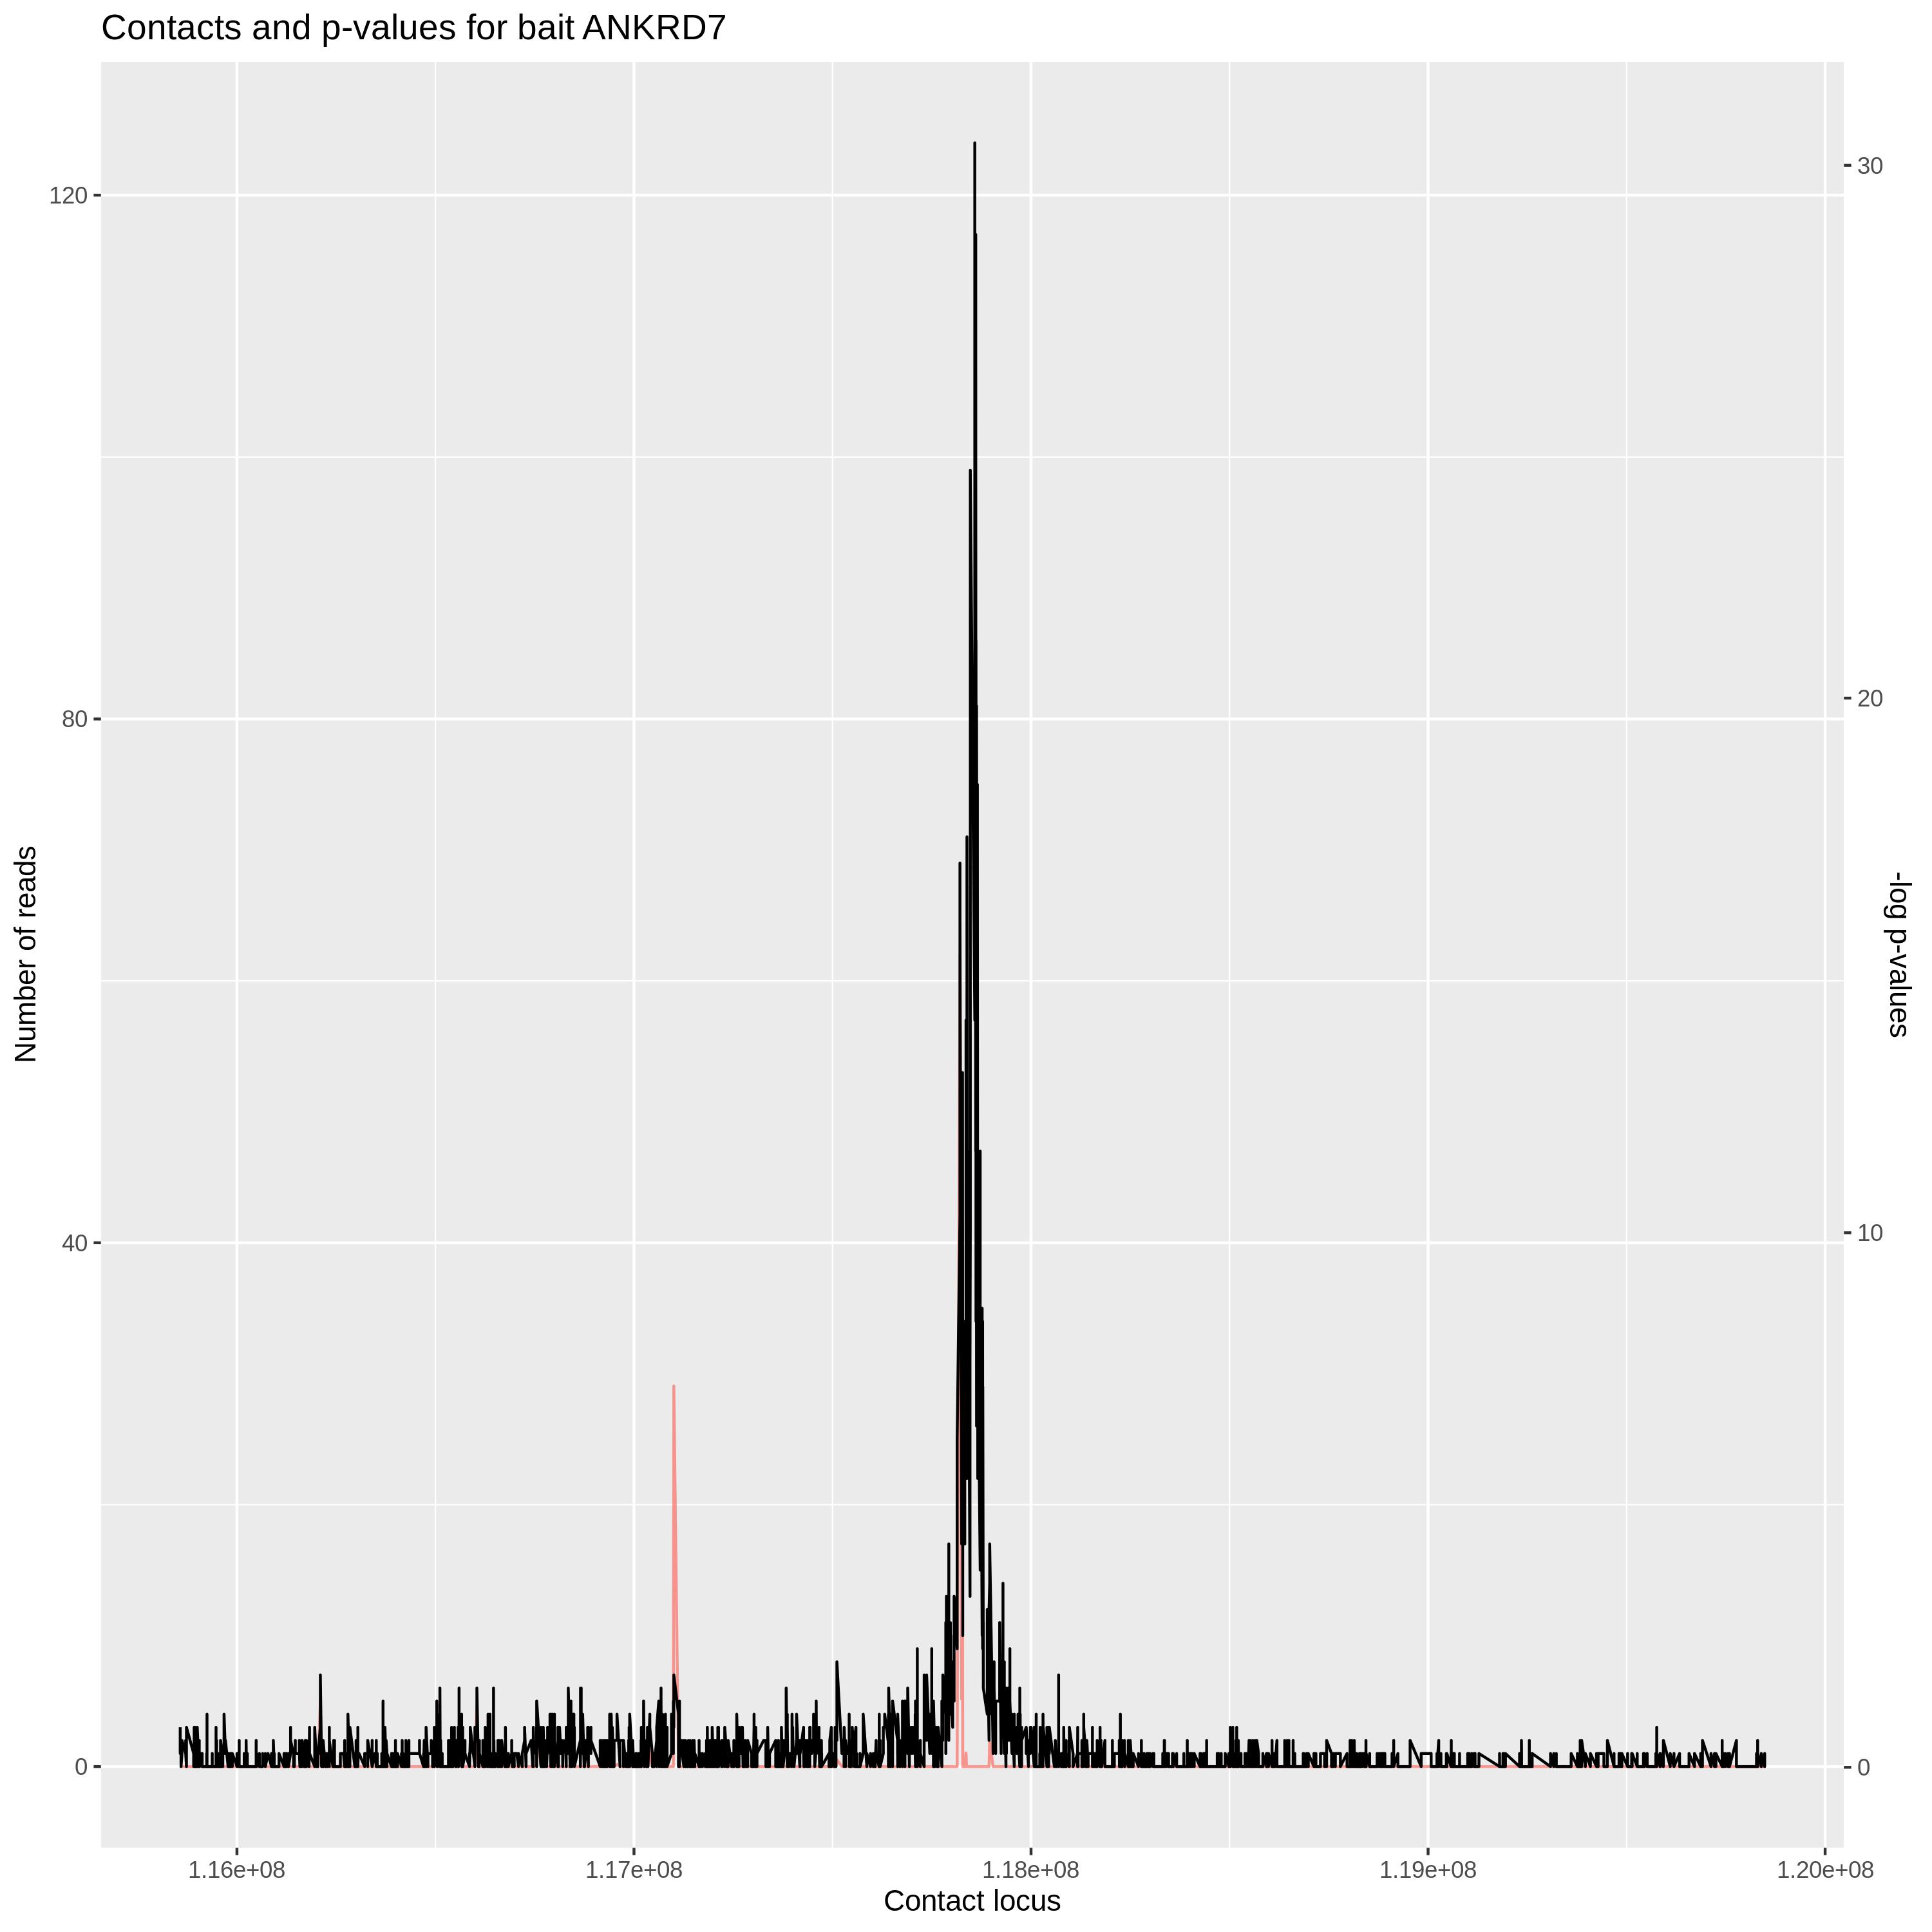 Contacts and p-values for bait ANKRD7
120
80
40
0
Number of reads
30
20
10
0
-log p-values
1.16e+08
1.17e+08
1.18e+08
1.19e+08
1.20e+08
Contact locus